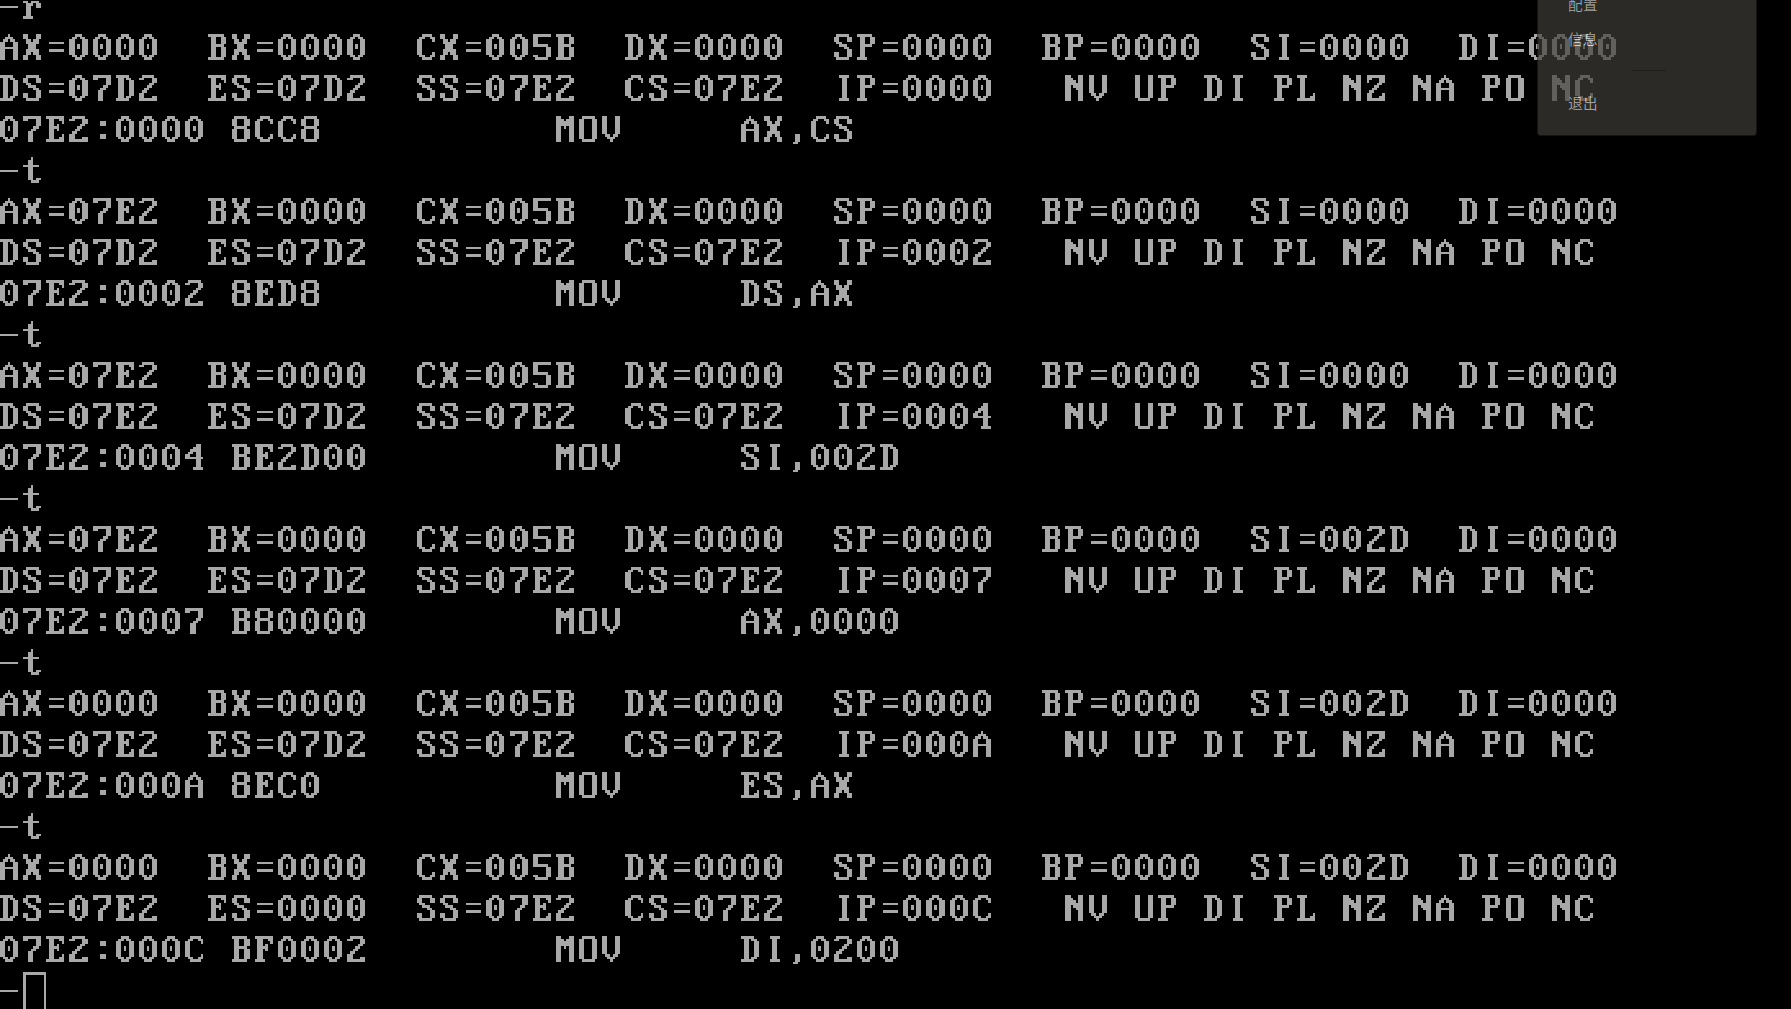 -r
AX=0000  BX=0000  CX=005B  DX=0000  SP=0000  BP=0000  SI=0000  DI=0000
DS=07D2  ES=07D2  SS=07E2  CS=07E2  IP=0000   NV UP DI PL NZ NA PO NC
07E2:0000 8CC8          MOV     AX,CS
-t
AX=07E2  BX=0000  CX=005B  DX=0000  SP=0000  BP=0000  SI=0000  DI=0000
DS=07D2  ES=07D2  SS=07E2  CS=07E2  IP=0002   NV UP DI PL NZ NA PO NC
07E2:0002 8ED8          MOV     DS,AX
-t
AX=07E2  BX=0000  CX=005B  DX=0000  SP=0000  BP=0000  SI=0000  DI=0000
DS=07E2  ES=07D2  SS=07E2  CS=07E2  IP=0004   NV UP DI PL NZ NA PO NC
07E2:0004 BE2D00        MOV     SI,002D
-t
AX=07E2  BX=0000  CX=005B  DX=0000  SP=0000  BP=0000  SI=002D  DI=0000
DS=07E2  ES=07D2  SS=07E2  CS=07E2  IP=0007   NV UP DI PL NZ NA PO NC
07E2:0007 B80000        MOV     AX,0000
-t
AX=0000  BX=0000  CX=005B  DX=0000  SP=0000  BP=0000  SI=002D  DI=0000
DS=07E2  ES=07D2  SS=07E2  CS=07E2  IP=000A   NV UP DI PL NZ NA PO NC
07E2:000A 8EC0          MOV     ES,AX
-t
AX=0000  BX=0000  CX=005B  DX=0000  SP=0000  BP=0000  SI=002D  DI=0000
DS=07E2  ES=0000  SS=07E2  CS=07E2  IP=000C   NV UP DI PL NZ NA PO NC
07E2:000C BF0002        MOV     DI,0200
-
配置
信息
退出